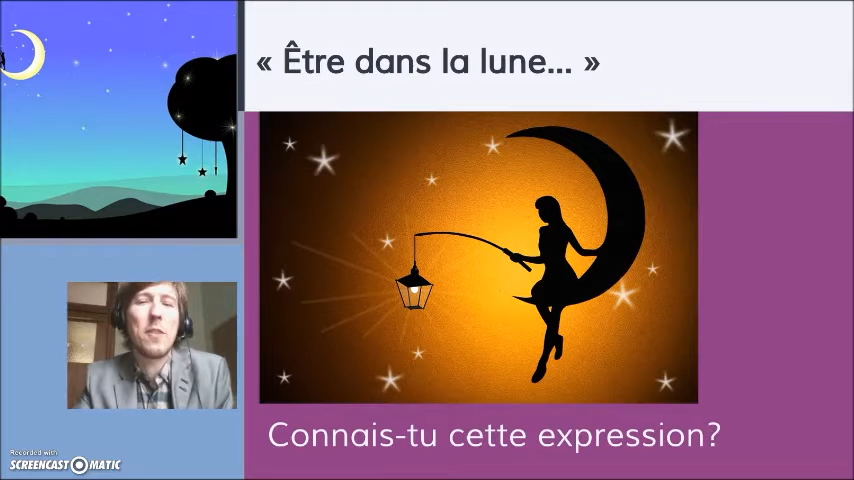 « Être dans la lune... »
Connais-tu cette expression?
Recorded with
SCREENCAST-O-MATIC